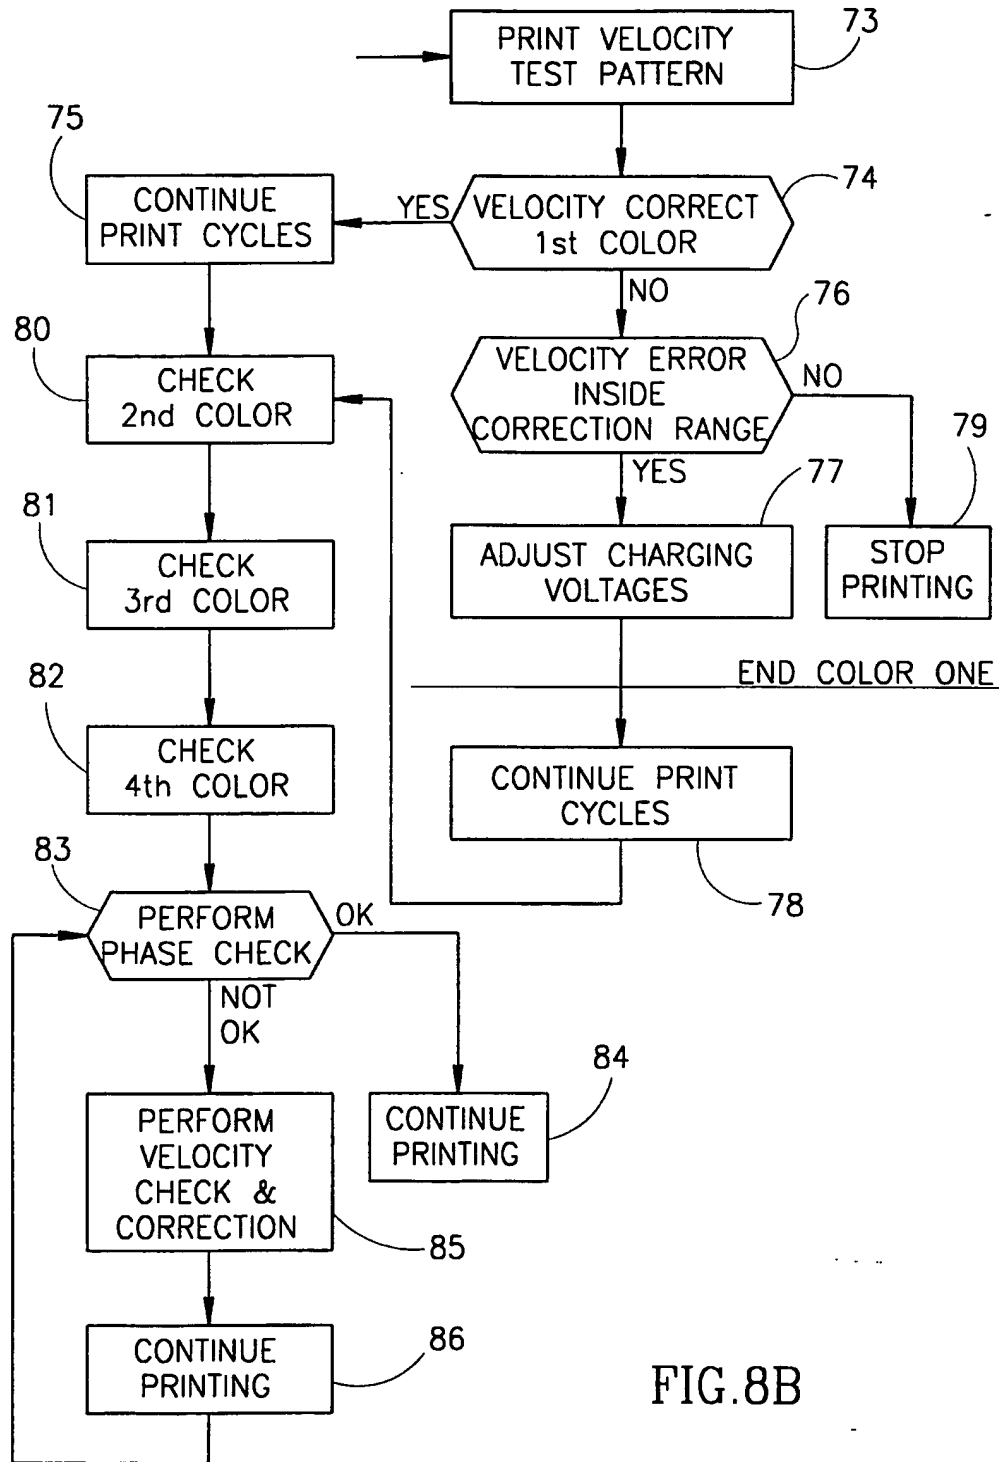 PRINT VELOCITY
TEST PATTERN
73
75
CONTINUE
PRINT CYCLES
YES
VELOCITY CORRECT
1st COLOR
74
NO
76
80
CHECK
2nd COLOR
VELOCITY ERROR
INSIDE
CORRECTION RANGE
NO
YES
77
79
81
CHECK
3rd COLOR
ADJUST CHARGING
VOLTAGES
STOP
PRINTING
END COLOR ONE
82
CHECK
4th COLOR
CONTINUE PRINT
CYCLES
78
83
PERFORM
PHASE CHECK
OK
NOT
OK
84
CONTINUE
PRINTING
PERFORM
VELOCITY
CHECK &
CORRECTION
85
CONTINUE
PRINTING
86
FIG.8B